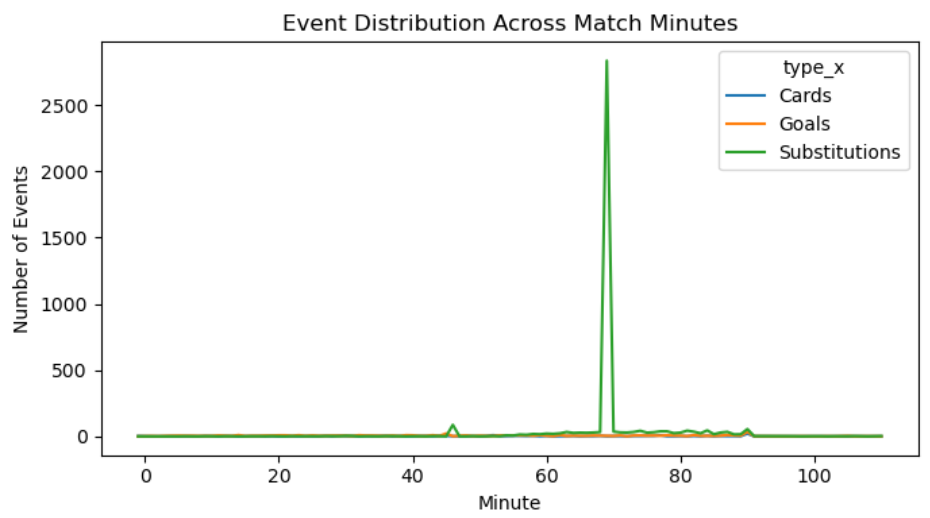 Event Distribution Across Match Minutes
type_x
Cards
Goals
Substitutions
Number of Events
2500
2000
1500
1000
500
0
0 20 40 60 80 100
Minute